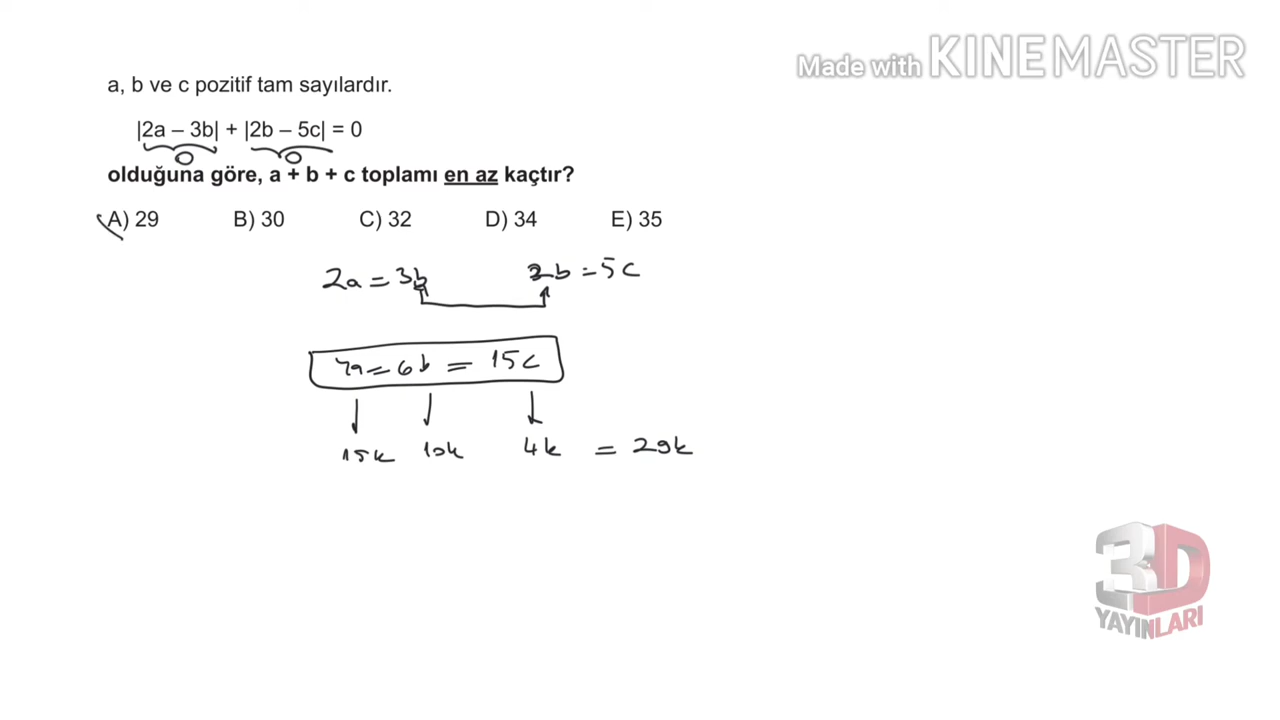 Made with KINEMASTER
a, b ve c pozitif tam sayılardır.
|2a – 3b| + |2b – 5c| = 0
0 0
olduğuna göre, a + b + c toplamı en az kaçtır?
A) 29 B) 30 C) 32 D) 34 E) 35
2a = 3b 2b = 5c
4a = 6b = 15c
15k 10k 4k = 29k
3D
YAYINLARI